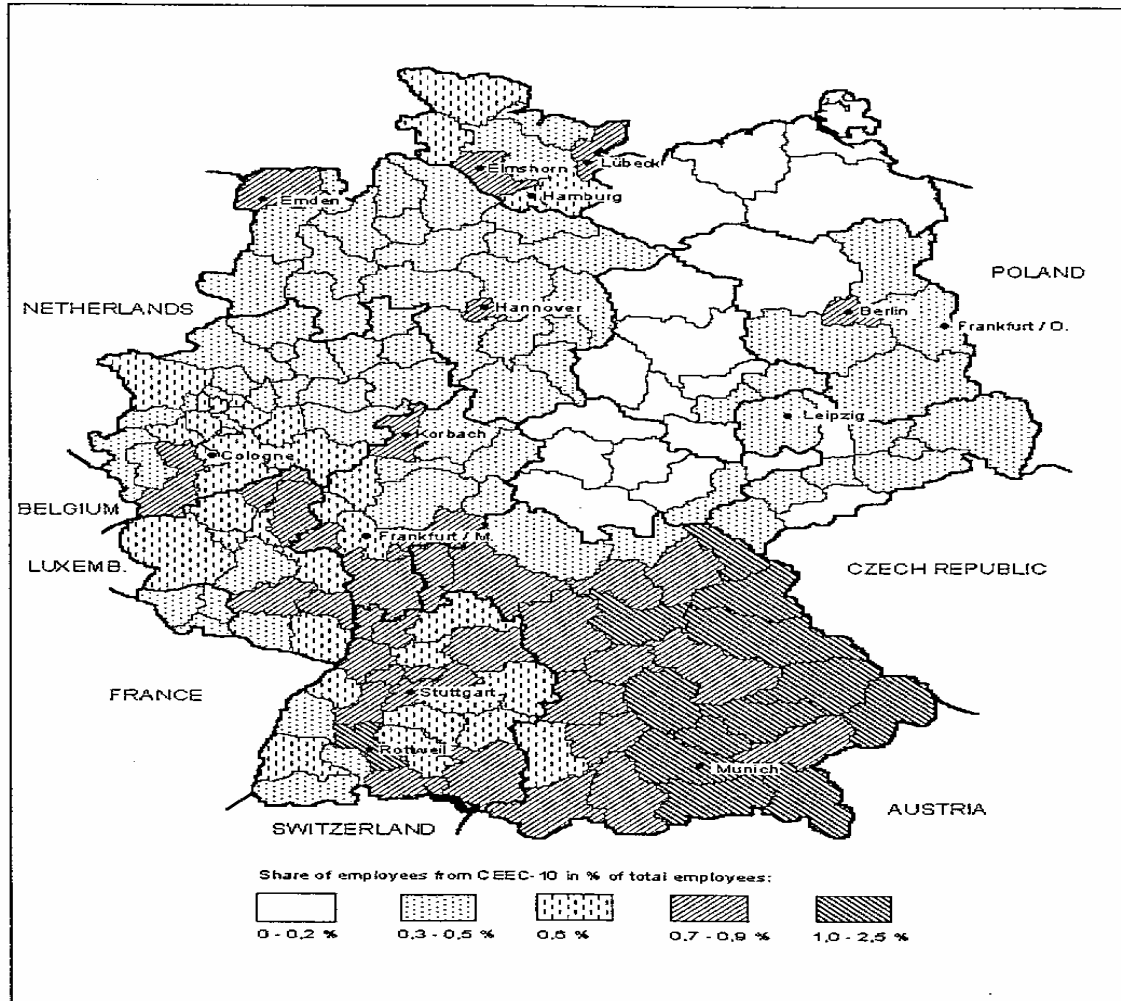 Lübeck
Elmshorn
Hamburg
Emden
POLAND
NETHERLANDS
Hannover
Berlin
Frankfurt / O.
Leipzig
Korbach
Cologne
BELGIUM
Frankfurt / M.
LUXEMB.
CZECH REPUBLIC
FRANCE
Stuttgart
Rottweil
Munich
AUSTRIA
SWITZERLAND
Share of employees from CEEC-10 in % of total employees:
0 - 0,2 % 0,3 - 0,5 % 0,6 % 0,7 - 0,9 % 1,0 - 2,5 %